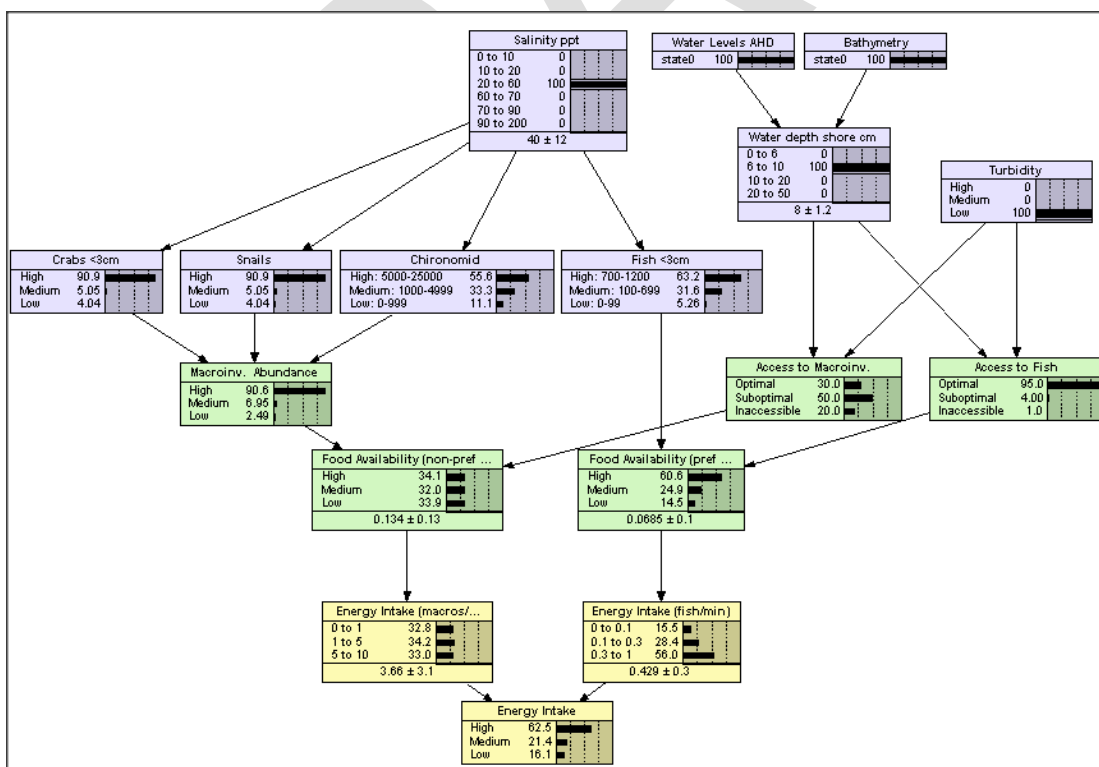 Salinity ppt
0 to 10 0
10 to 20 0
20 to 60 100
60 to 70 0
70 to 90 0
90 to 200 0
40 ± 12
Water Levels AHD
state0 100
Bathymetry
state0 100
Water depth shore cm
0 to 6 0
6 to 10 100
10 to 20 0
20 to 50 0
8 ± 1.2
Turbidity
High 0
Medium 0
Low 100
Crabs <3cm
High 90.9
Medium 5.05
Low 4.04
Snails
High 90.9
Medium 5.05
Low 4.04
Chironomid
High: 5000-25000 55.6
Medium: 1000-4999 33.3
Low: 0-999 11.1
Fish <3cm
High: 700-1200 63.2
Medium: 100-699 31.6
Low: 0-99 5.26
Macroinv. Abundance
High 90.6
Medium 6.95
Low 2.49
Access to Macroinv.
Optimal 30.0
Suboptimal 50.0
Inaccessible 20.0
Access to Fish
Optimal 95.0
Suboptimal 4.00
Inaccessible 1.0
Food Availability (non-pref ...
High 34.1
Medium 32.0
Low 33.9
0.134 ± 0.13
Food Availability (pref ...
High 60.6
Medium 24.9
Low 14.5
0.0685 ± 0.1
Energy Intake (macros/...
0 to 1 32.8
1 to 5 34.2
5 to 10 33.0
3.66 ± 3.1
Energy Intake (fish/min)
0 to 0.1 15.5
0.1 to 0.3 28.4
0.3 to 1 56.0
0.429 ± 0.3
Energy Intake
High 62.5
Medium 21.4
Low 16.1